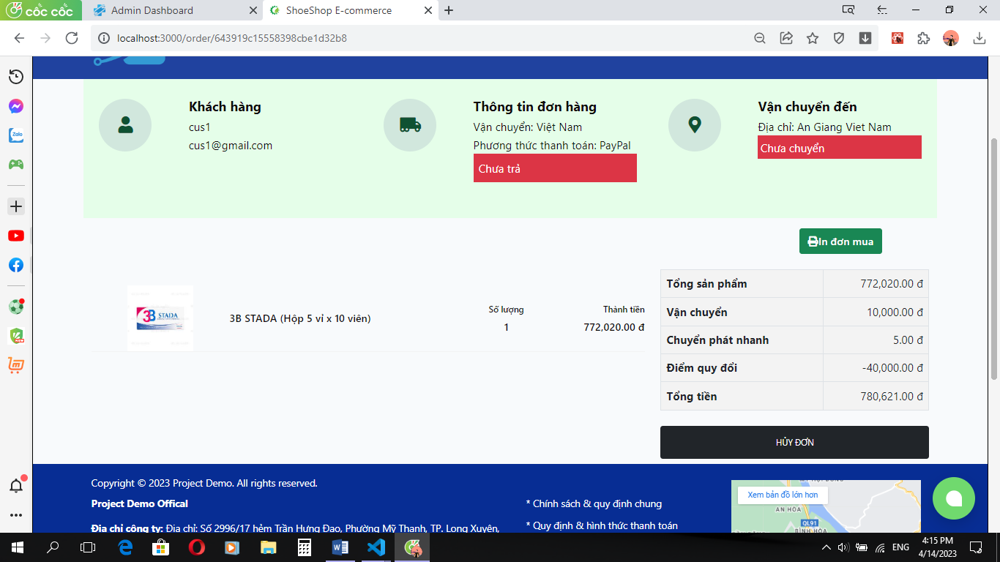 cốc cốc
Admin Dashboard
ShoeShop E-commerce
localhost:3000/order/643919c15558398cbe1d32b8
Khách hàng
cus1
cus1@gmail.com
Thông tin đơn hàng
Vận chuyển: Việt Nam
Phương thức thanh toán: PayPal
Chưa trả
Vận chuyển đến
Địa chỉ: An Giang Viet Nam
Chưa chuyển
In đơn mua
3B STADA
3B STADA (Hộp 5 vỉ x 10 viên)
Số lượng
1
Thành tiền
772,020.00 đ
Tổng sản phẩm 772,020.00 đ
Vận chuyển 10,000.00 đ
Chuyển phát nhanh 5.00 đ
Điểm quy đổi -40,000.00 đ
Tổng tiền 780,621.00 đ
HỦY ĐƠN
Copyright © 2023 Project Demo. All rights reserved.
Project Demo Offical
Địa chỉ công ty: Địa chỉ: Số 2996/17 hẻm Trần Hưng Đạo, Phường Mỹ Thạnh, TP. Long Xuyên,
* Chính sách & quy định chung
* Quy định & hình thức thanh toán
Xem bản đồ lớn hơn
AN HÒA
QL91
BÌNH HÒA
Zalo
ENG
4:15 PM
4/14/2023